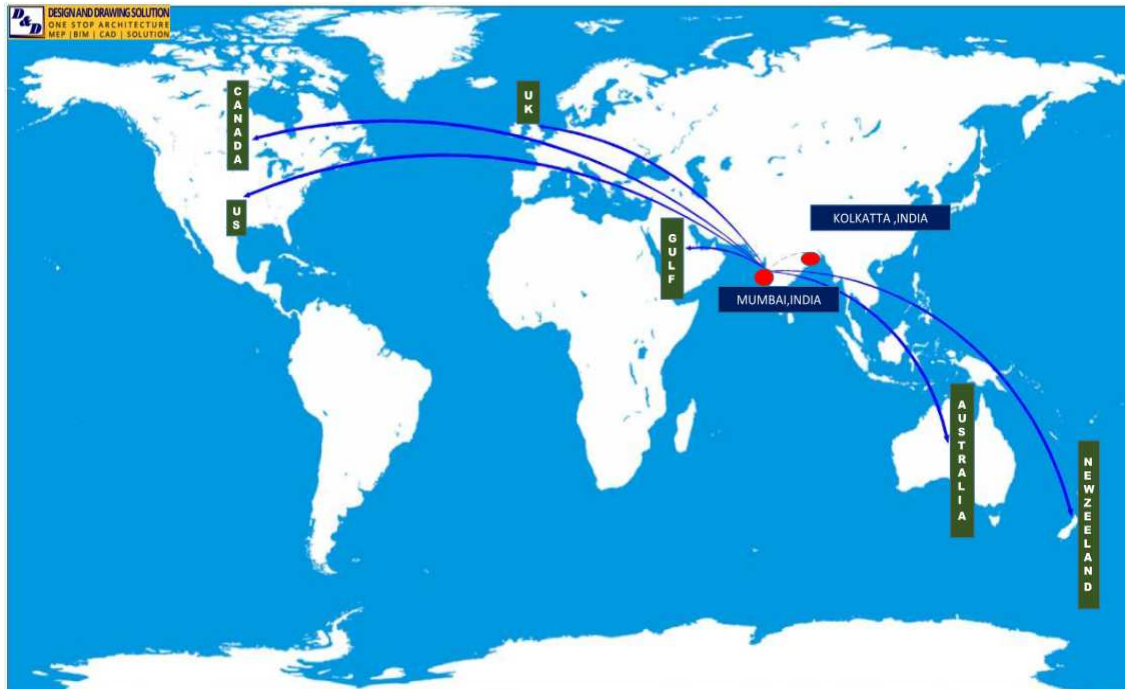 D&D
DESIGN AND DRAWING SOLUTION
ONE STOP ARCHITECTURE
MEP | BIM | CAD | SOLUTION
CANADA
UK
US
GULF
KOLKATTA ,INDIA
MUMBAI,INDIA
AUSTRALIA
NEWZEELAND